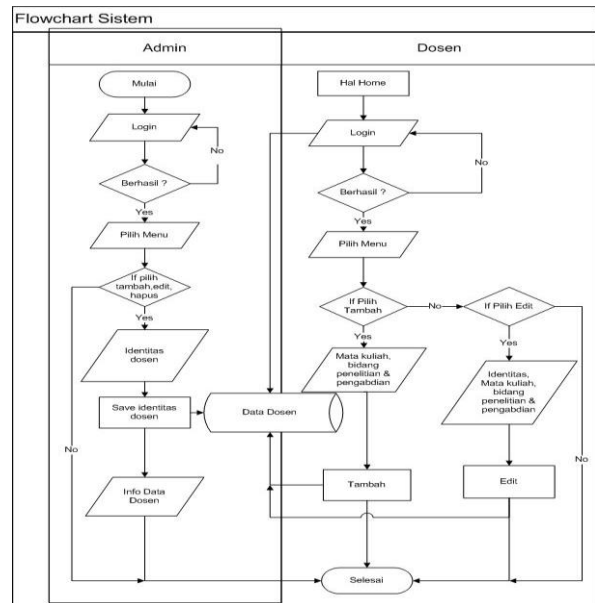 Flowchart Sistem
Admin
Dosen
Mulai
Login
No
Berhasil ?
Yes
Pilih Menu
If pilih
tambah,edit,
hapus
Yes
Identitas
dosen
Save identitas
dosen
No
Info Data
Dosen
Hal Home
Login
No
Berhasil ?
Yes
Pilih Menu
If Pilih
Tambah
No
If Pilih Edit
Yes
Mata kuliah,
bidang
penelitian &
pengabdian
Yes
Identitas,
Mata kuliah,
bidang
penelitian &
pengabdian
No
Data Dosen
Tambah
Edit
Selesai